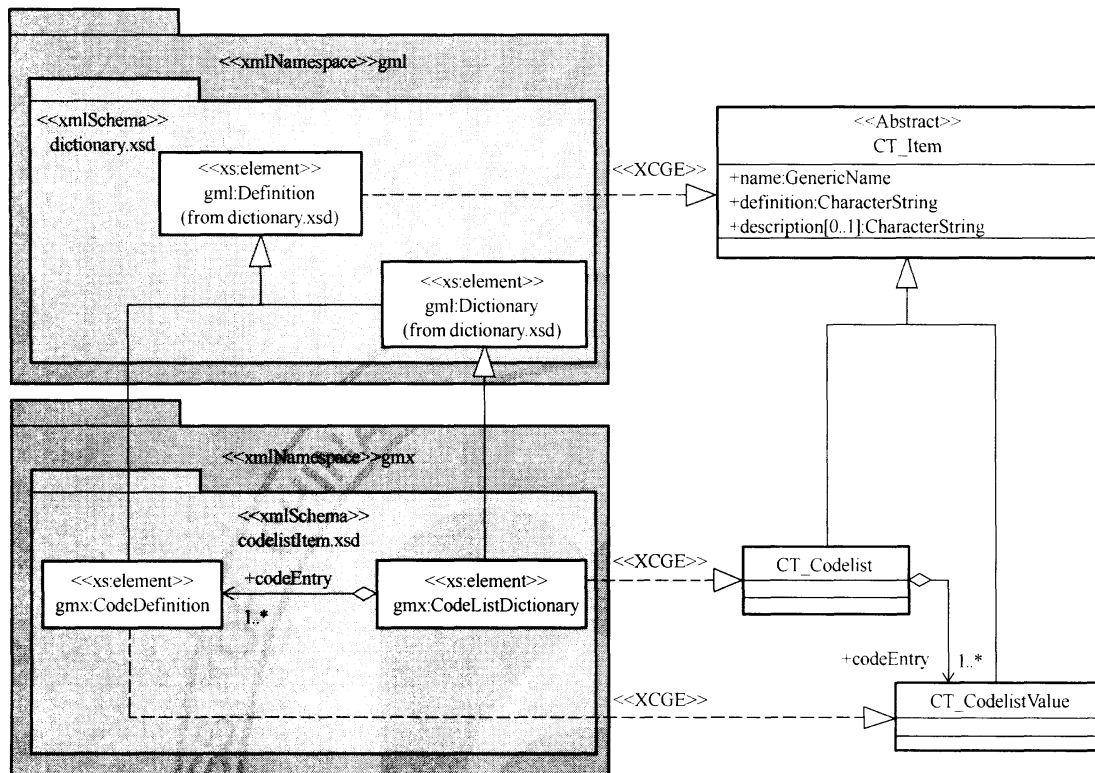 <<xmlNamespace>>gml
<<xmlSchema>>
dictionary.xsd
<<xs:element>>
gml:Definition
(from dictionary.xsd)
<<XCGE>>
<<Abstract>>
CT_Item
+name:GenericName
+definition:CharacterString
+description[0..1]:CharacterString
<<xs:element>>
gml:Dictionary
(from dictionary.xsd)
<<xmlNamespace>>gmx
<<xmlSchema>>
codelistItem.xsd
<<xs:element>>
gmx:CodeDefinition
+codeEntry
1..*
<<xs:element>>
gmx:CodeListDictionary
<<XCGE>>
CT_Codelist
+codeEntry
1..*
<<XCGE>>
CT_CodelistValue